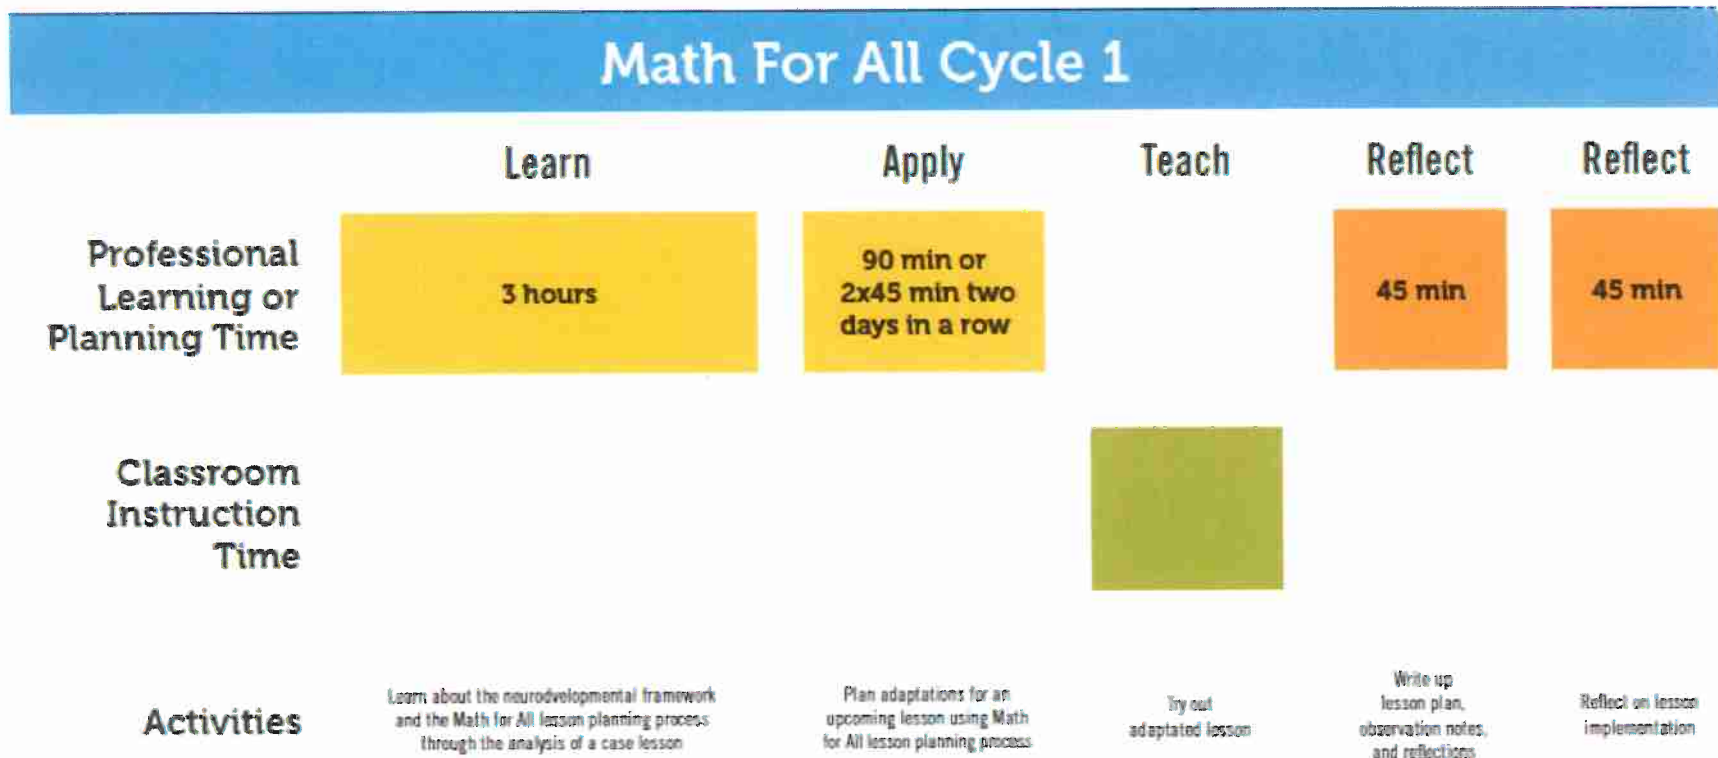 Math For All Cycle 1
Learn
Apply
Teach
Reflect
Reflect
Professional
Learning or
Planning Time
3 hours
90 min or
2x45 min two
days in a row
45 min
45 min
Classroom
Instruction
Time
Activities
Learn about the neurodvelopmental framework
and the Math for All lesson planning process
through the analysis of a case lesson
Plan adaptations for an
upcoming lesson using Math
for All lesson planning process
Try out
adaptated lesson
Write up
lesson plan,
observation notes,
and reflections
Reflect on lesson
implementation